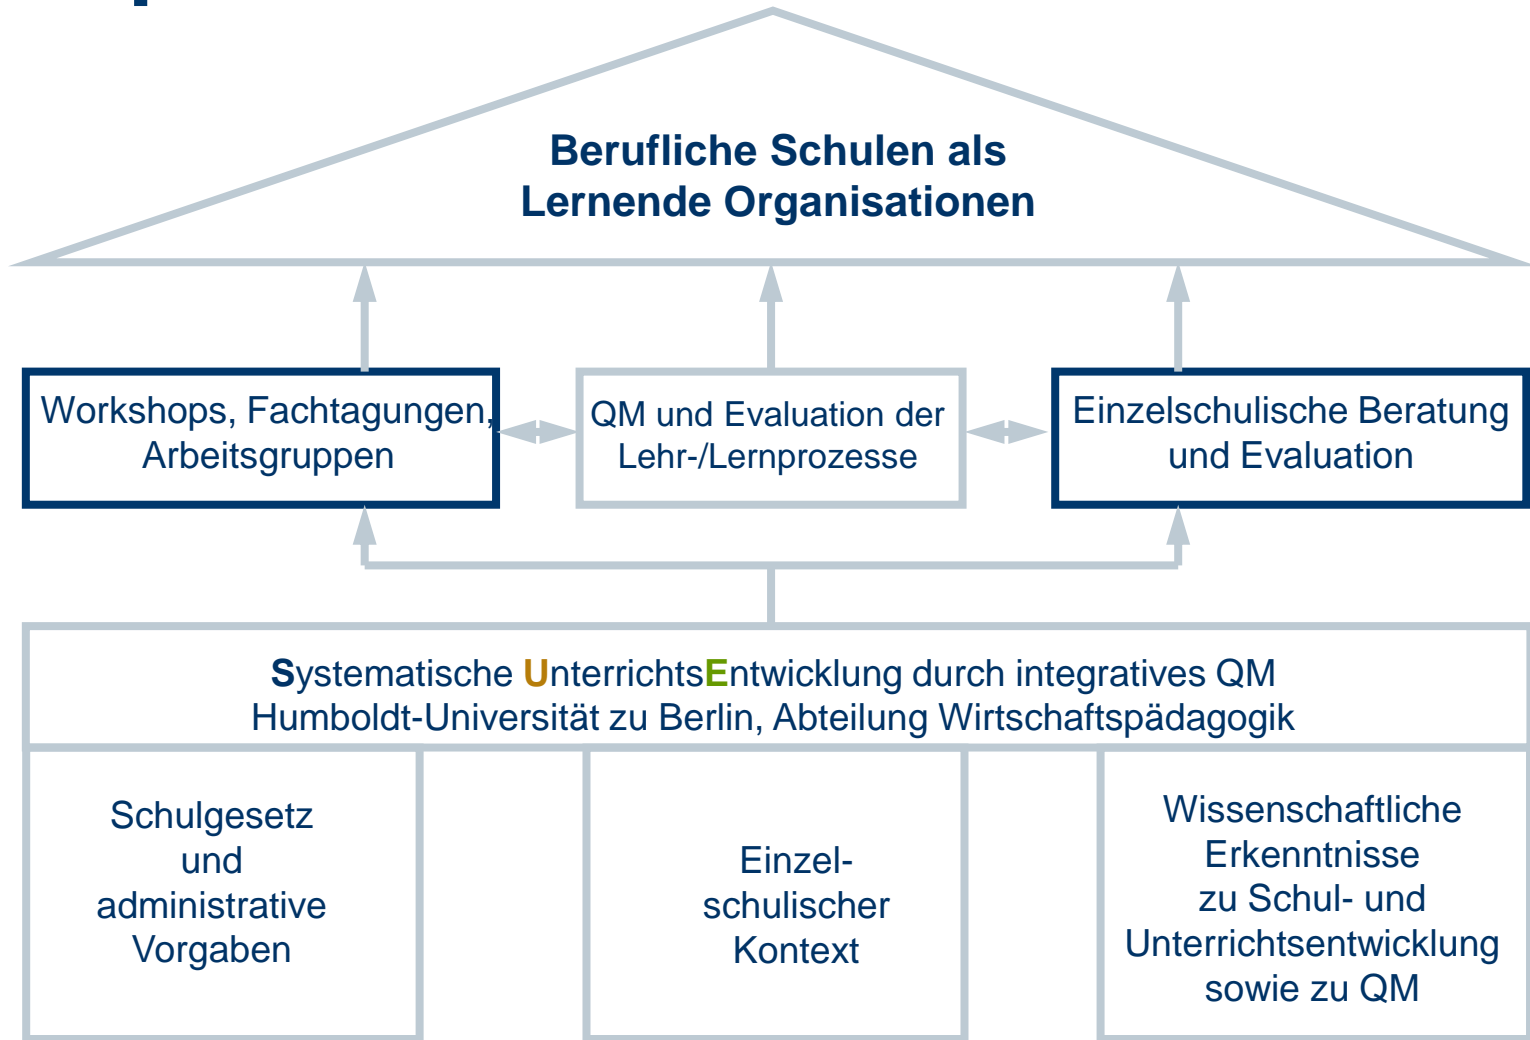 Berufliche Schulen als
Lernende Organisationen
Workshops, Fachtagungen,
Arbeitsgruppen
QM und Evaluation der
Lehr-/Lernprozesse
Einzelschulische Beratung
und Evaluation
Systematische UnterrichtsEntwicklung durch integratives QM
Humboldt-Universität zu Berlin, Abteilung Wirtschaftspädagogik
Schulgesetz
und
administrative
Vorgaben
Einzel-
schulischer
Kontext
Wissenschaftliche
Erkenntnisse
zu Schul- und
Unterrichtsentwicklung
sowie zu QM